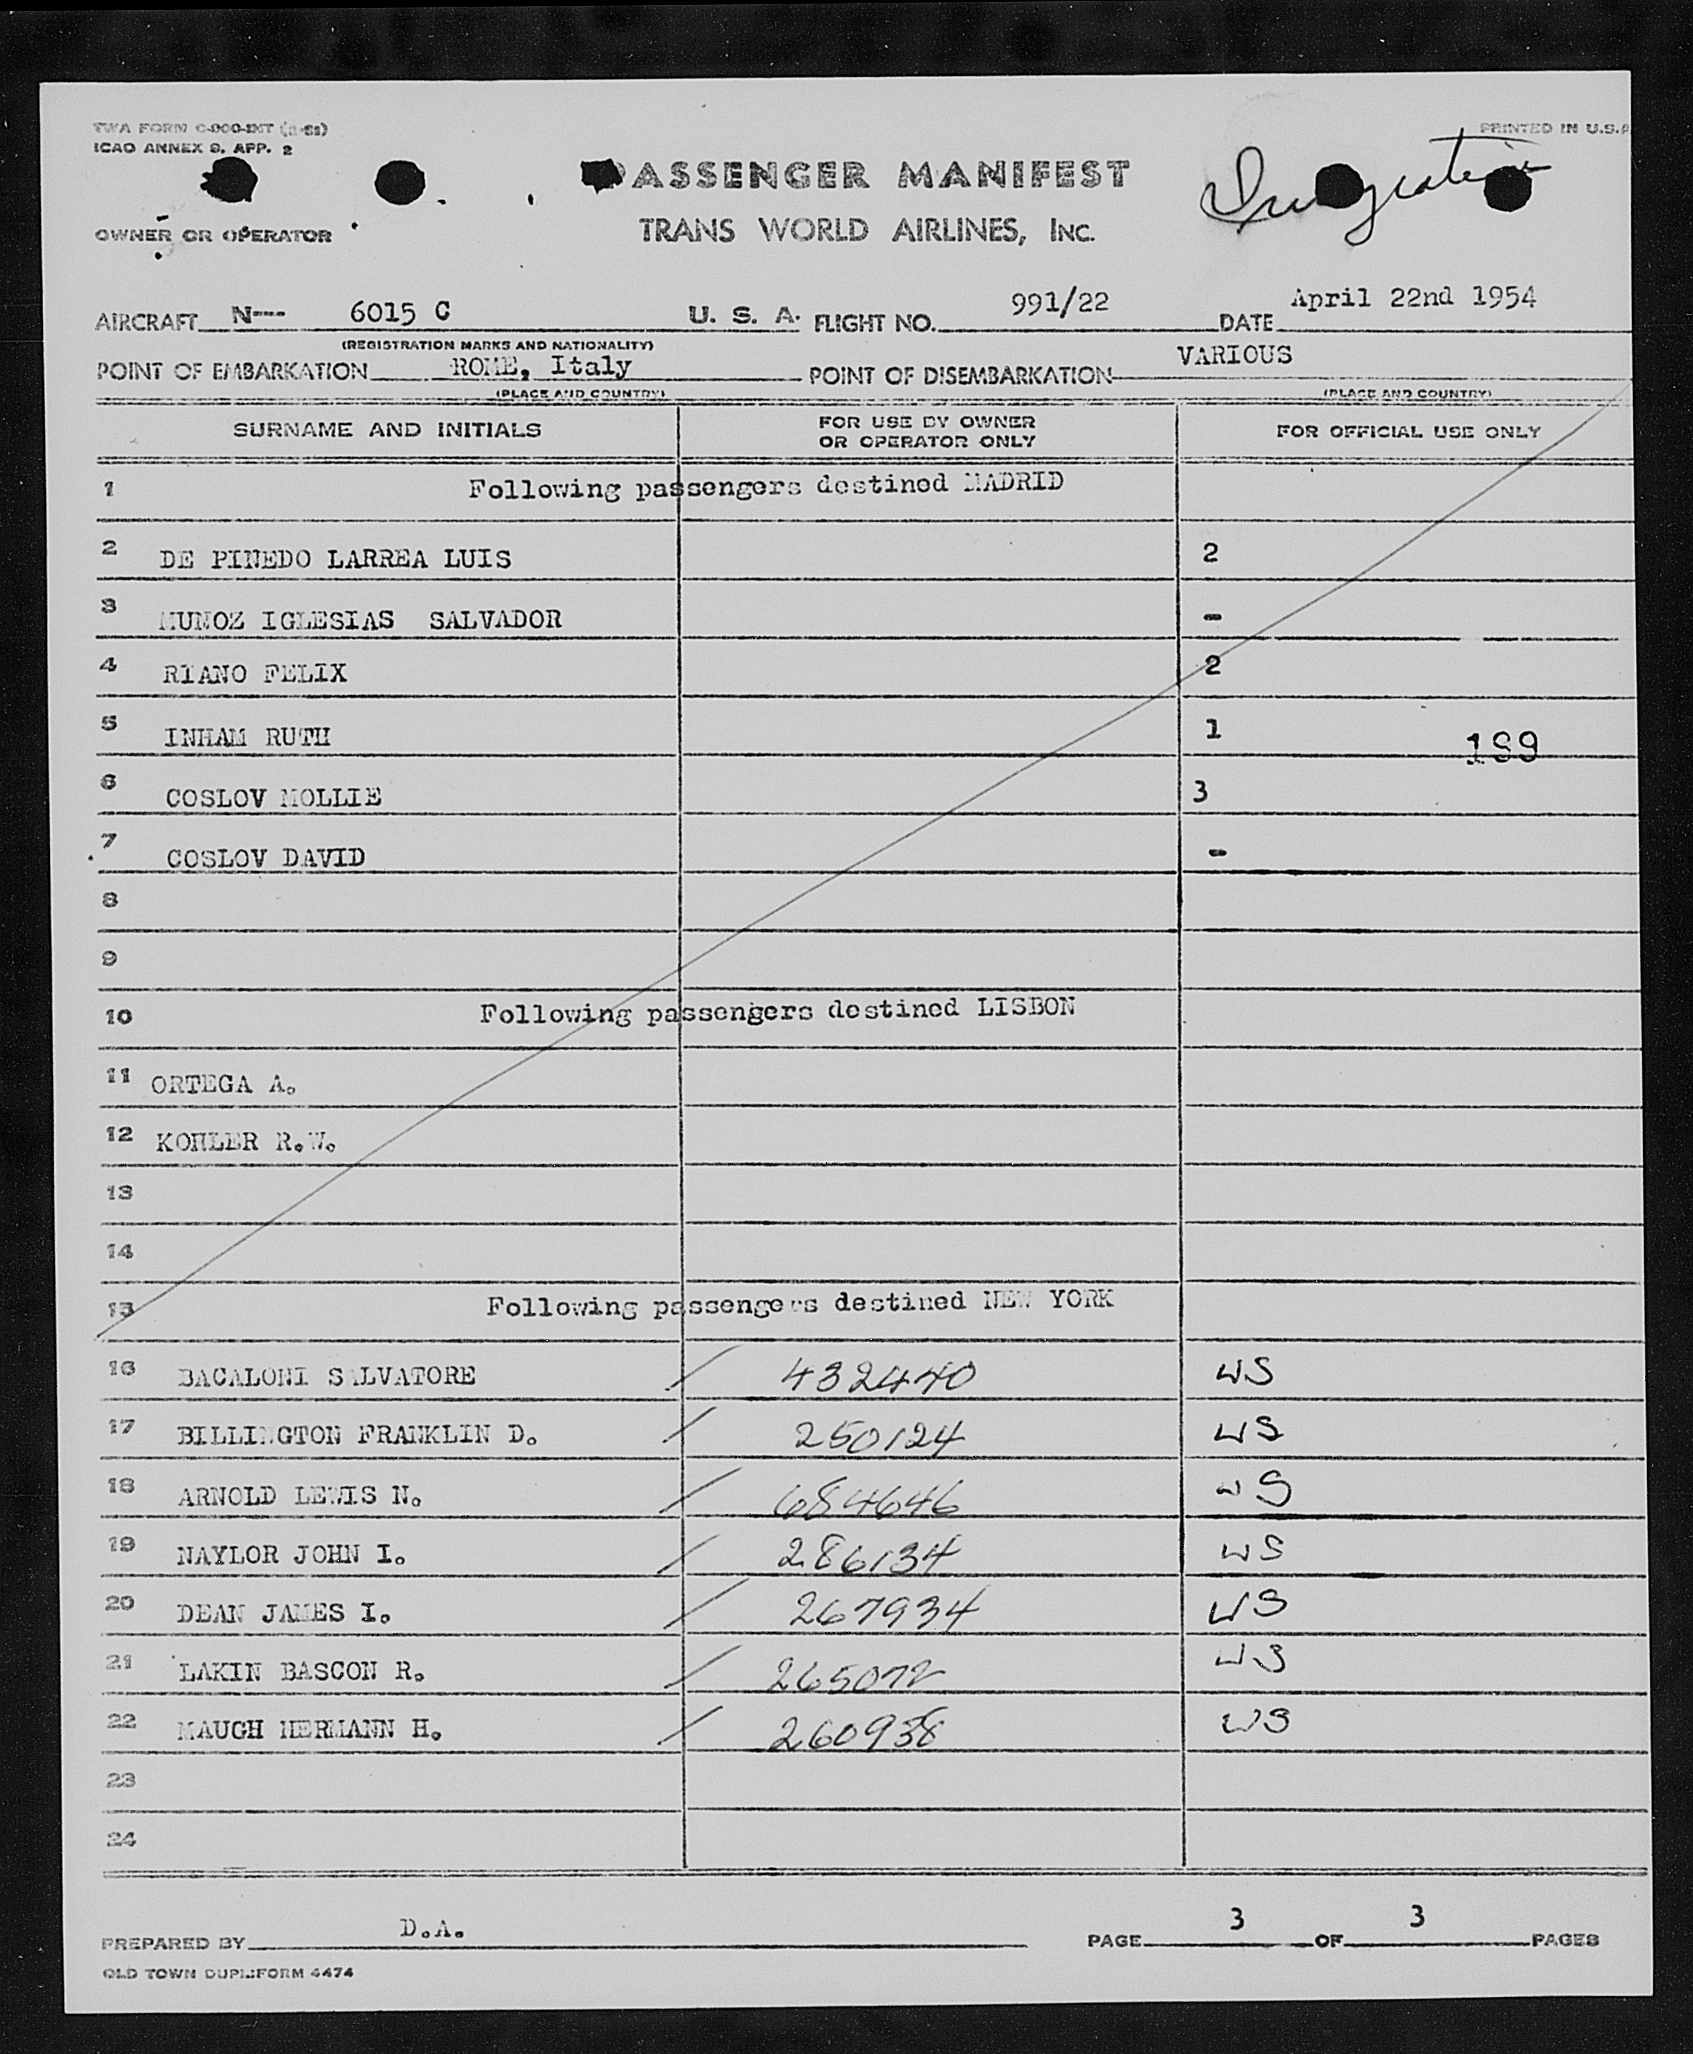 TWA FORM C-900-INT
PRINTED IN U.S.A
ICAO ANNEX 9. APP. 2
PASSENGER MANIFEST
OWNER OR OPERATOR
TRANS WORLD AIRLINES, INC.
AIRCRAFT N--- 6015 C U. S. A. FLIGHT NO. 991/22 DATE April 22nd 1954
(REGISTRATION MARKS AND NATIONALITY)
POINT OF EMBARKATION ROME, Italy POINT OF DISEMBARKATION VARIOUS
(PLACE AND COUNTRY) (PLACE AND COUNTRY)
SURNAME AND INITIALS FOR USE BY OWNER OR OPERATOR ONLY FOR OFFICIAL USE ONLY
1 Following passengers destined MADRID
2 DE PINEDO LARREA LUIS 2
3 MUNOZ IGLESIAS SALVADOR -
4 RIANO FELIX 2
5 INHAM RUTH 1 199
6 COSLOV MOLLIE 3
7 COSLOV DAVID -
8
9
10 Following passengers destined LISBON
11 ORTEGA A.
12 KOHLER R.W.
13
14
15 Following passengers destined NEW YORK
16 BACALONI SALVATORE / 432440 WS
17 BILLINGTON FRANKLIN D. / 250124 WS
18 ARNOLD LEWIS N. / 684646 WS
19 NAYLOR JOHN I. / 286134 WS
20 DEAN JAMES I. / 267934 WS
21 LAKIN BASCON R. / 265072 WS
22 MAUGH HERMANN H. / 260938 WS
23
24
PREPARED BY D.A. PAGE 3 OF 3 PAGES
OLD TOWN DUPLIFORM 4474